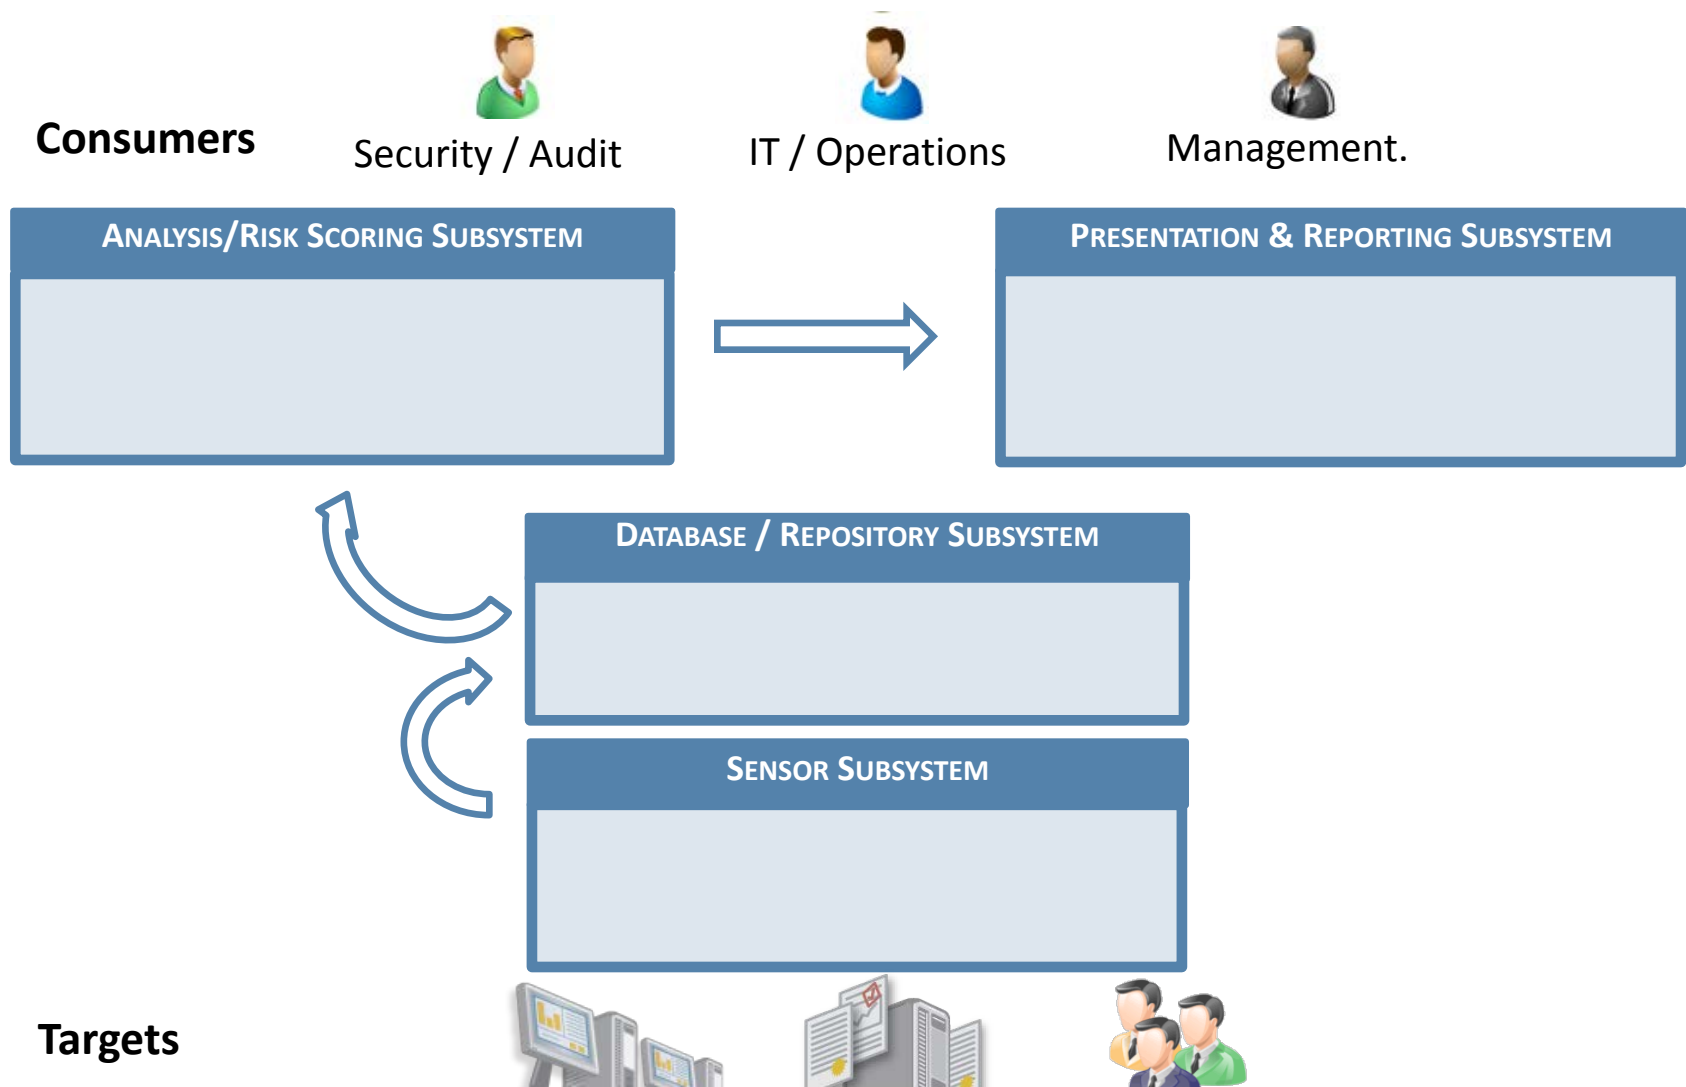 Consumers
Security / Audit
IT / Operations
Management.
ANALYSIS/RISK SCORING SUBSYSTEM
PRESENTATION & REPORTING SUBSYSTEM
DATABASE / REPOSITORY SUBSYSTEM
SENSOR SUBSYSTEM
Targets